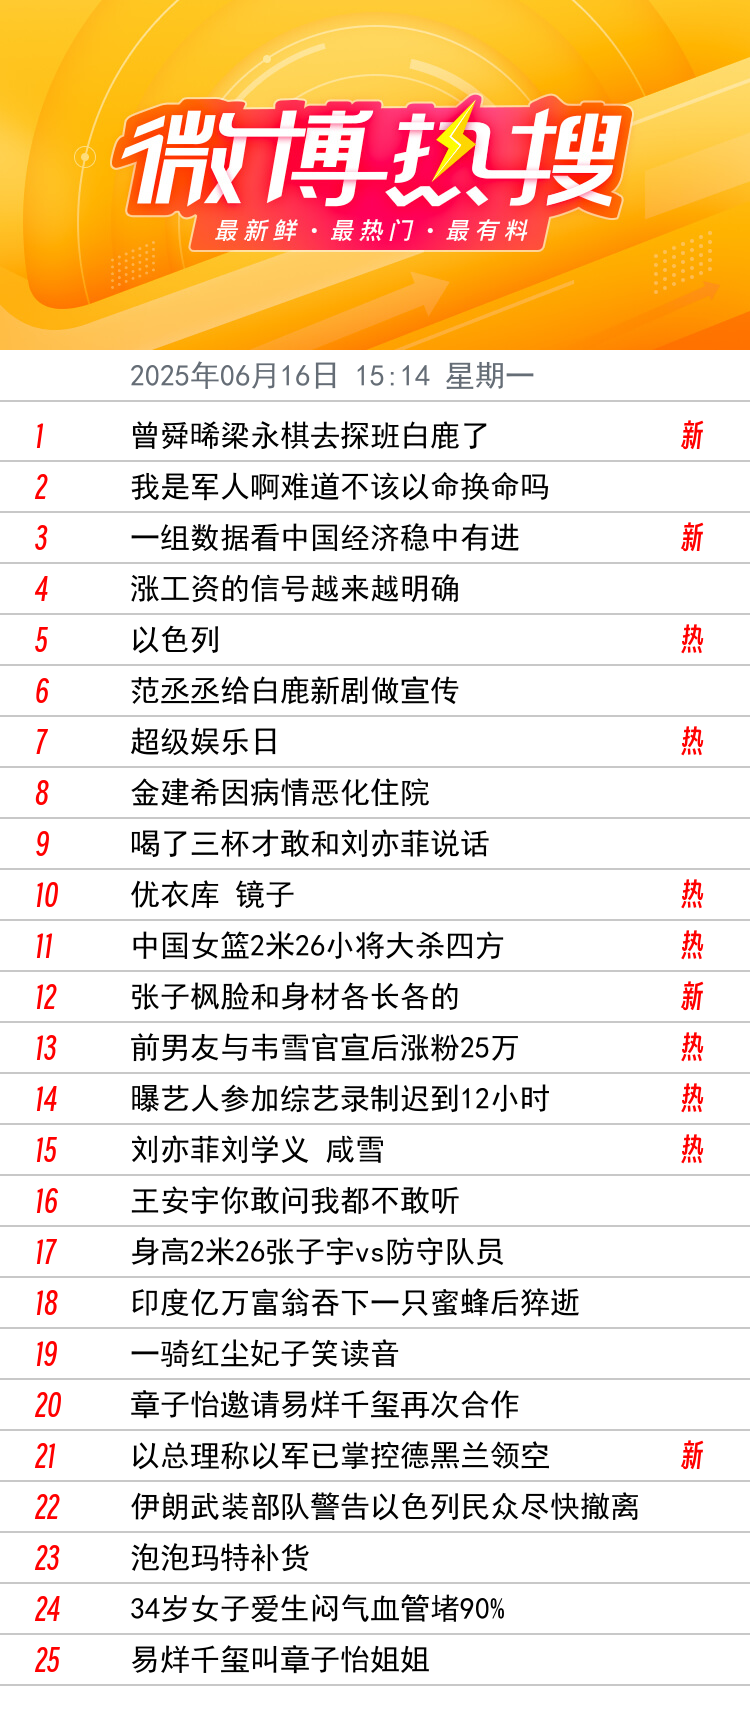 微博热搜
最新鲜·最热门·最有料
2025年06月16日 15:14 星期一
1 曾舜晞梁永棋去探班白鹿了 新
2 我是军人啊难道不该以命换命吗
3 一组数据看中国经济稳中有进 新
4 涨工资的信号越来越明确
5 以色列 热
6 范丞丞给白鹿新剧做宣传
7 超级娱乐日 热
8 金建希因病情恶化住院
9 喝了三杯才敢和刘亦菲说话
10 优衣库 镜子 热
11 中国女篮2米26小将大杀四方 热
12 张子枫脸和身材各长各的 新
13 前男友与韦雪官宣后涨粉25万 热
14 曝艺人参加综艺录制迟到12小时 热
15 刘亦菲刘学义 咸雪 热
16 王安宇你敢问我都不敢听
17 身高2米26张子宇vs防守队员
18 印度亿万富翁吞下一只蜜蜂后猝逝
19 一骑红尘妃子笑读音
20 章子怡邀请易烊千玺再次合作
21 以总理称以军已掌控德黑兰领空 新
22 伊朗武装部队警告以色列民众尽快撤离
23 泡泡玛特补货
24 34岁女子爱生闷气血管堵90%
25 易烊千玺叫章子怡姐姐